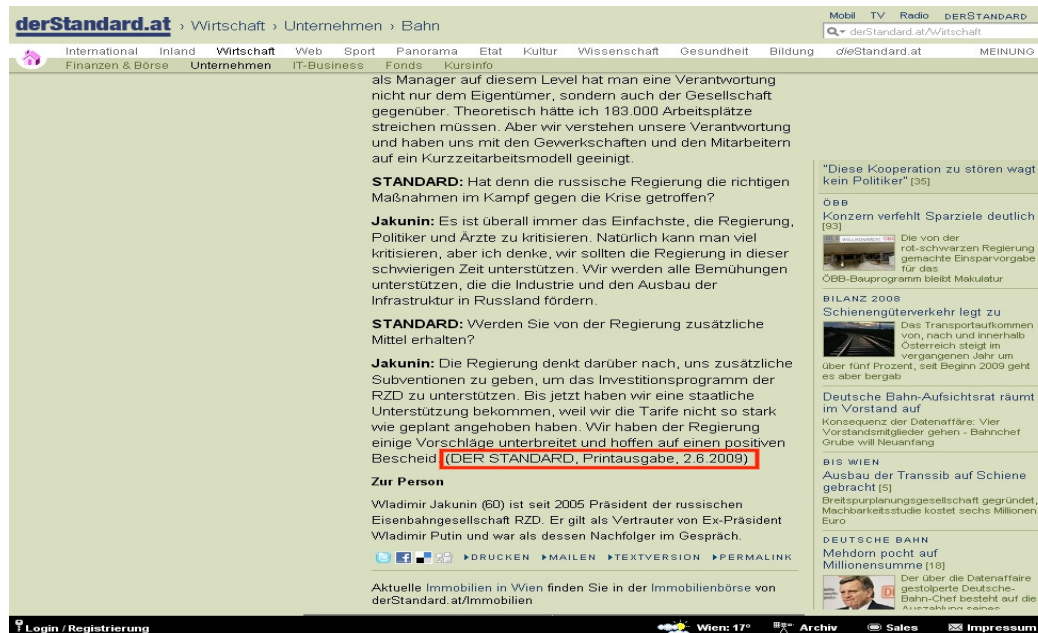 derStandard.at › Wirtschaft › Unternehmen › Bahn
Mobil TV Radio DERSTANDARD
derStandard.at/Wirtschaft
International Inland Wirtschaft Web Sport Panorama Etat Kultur Wissenschaft Gesundheit Bildung dieStandard.at MEINUNG
Finanzen & Börse Unternehmen IT-Business Fonds Kursinfo
als Manager auf diesem Level hat man eine Verantwortung
nicht nur dem Eigentümer, sondern auch der Gesellschaft
gegenüber. Theoretisch hätte ich 183.000 Arbeitsplätze
streichen müssen. Aber wir verstehen unsere Verantwortung
und haben uns mit den Gewerkschaften und den Mitarbeitern
auf ein Kurzzeitarbeitsmodell geeinigt.
STANDARD: Hat denn die russische Regierung die richtigen
Maßnahmen im Kampf gegen die Krise getroffen?
Jakunin: Es ist überall immer das Einfachste, die Regierung,
Politiker und Ärzte zu kritisieren. Natürlich kann man viel
kritisieren, aber ich denke, wir sollten die Regierung in dieser
schwierigen Zeit unterstützen. Wir werden alle Bemühungen
unterstützen, die die Industrie und den Ausbau der
Infrastruktur in Russland fördern.
STANDARD: Werden Sie von der Regierung zusätzliche
Mittel erhalten?
Jakunin: Die Regierung denkt darüber nach, uns zusätzliche
Subventionen zu geben, um das Investitionsprogramm der
RZD zu unterstützen. Bis jetzt haben wir eine staatliche
Unterstützung bekommen, weil wir die Tarife nicht so stark
wie geplant angehoben haben. Wir haben der Regierung
einige Vorschläge unterbreitet und hoffen auf einen positiven
Bescheid. (DER STANDARD, Printausgabe, 2.6.2009)
Zur Person
Wladimir Jakunin (60) ist seit 2005 Präsident der russischen
Eisenbahngesellschaft RZD. Er gilt als Vertrauter von Ex-Präsident
Wladimir Putin und war als dessen Nachfolger im Gespräch.
DRUCKEN MAILEN TEXTVERSION PERMALINK
Aktuelle Immobilien in Wien finden Sie in der Immobilienbörse von
derStandard.at/Immobilien
"Diese Kooperation zu stören wagt
kein Politiker" [35]
ÖBB
Konzern verfehlt Sparziele deutlich
[93]
Die von der
rot-schwarzen Regierung
gemachte Einsparvorgabe
für das
ÖBB-Bauprogramm bleibt Makulatur
BILANZ 2008
Schienengüterverkehr legt zu
Das Transportaufkommen
von, nach und innerhalb
Österreich steigt im
vergangenen Jahr um
über fünf Prozent, seit Beginn 2009 geht
es aber bergab
Deutsche Bahn-Aufsichtsrat räumt
im Vorstand auf
Konsequenz der Datenaffäre: Vier
Vorstandsmitglieder gehen - Bahnchef
Grube will Neuanfang
BIS WIEN
Ausbau der Transsib auf Schiene
gebracht [5]
Breitspurplanungsgesellschaft gegründet,
Machbarkeitsstudie kostet sechs Millionen
Euro
DEUTSCHE BAHN
Mehdorn pocht auf
Millionensumme [18]
Der über die Datenaffaire
gestolperte Deutsche-
Bahn-Chef besteht auf die
Auszahlung seines
Login / Registrierung
Wien: 17° Archiv Sales Impressum